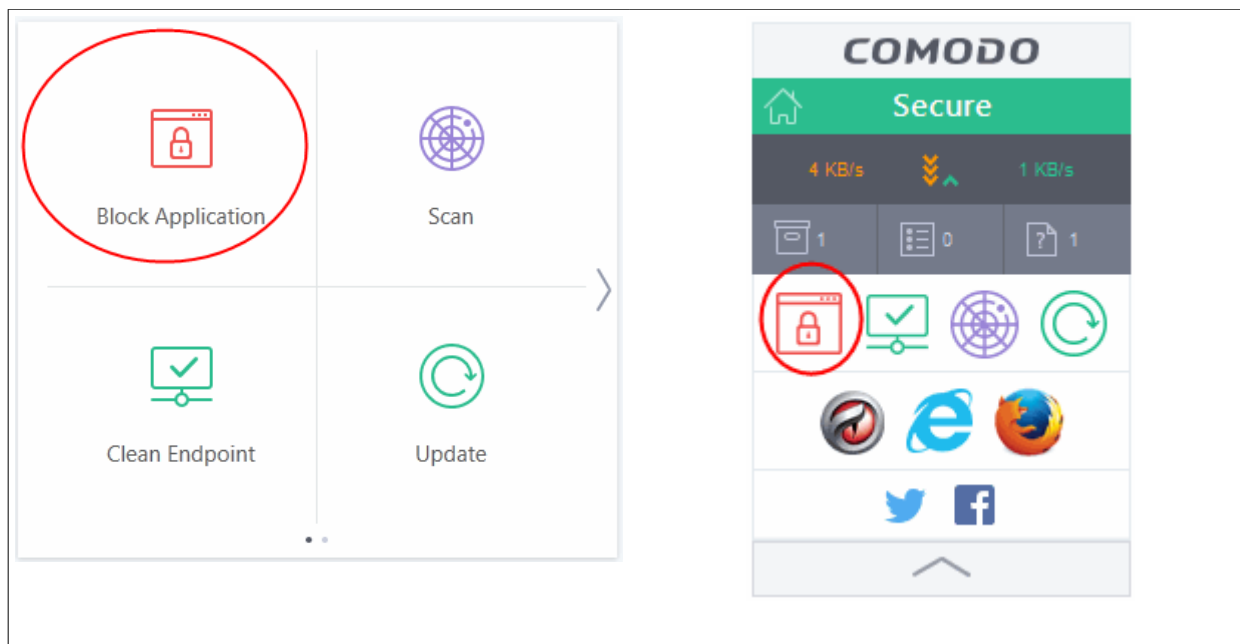 Block Application
Scan
Clean Endpoint
Update
COMODO
Secure
4 KB/s
1 KB/s
1
0
1